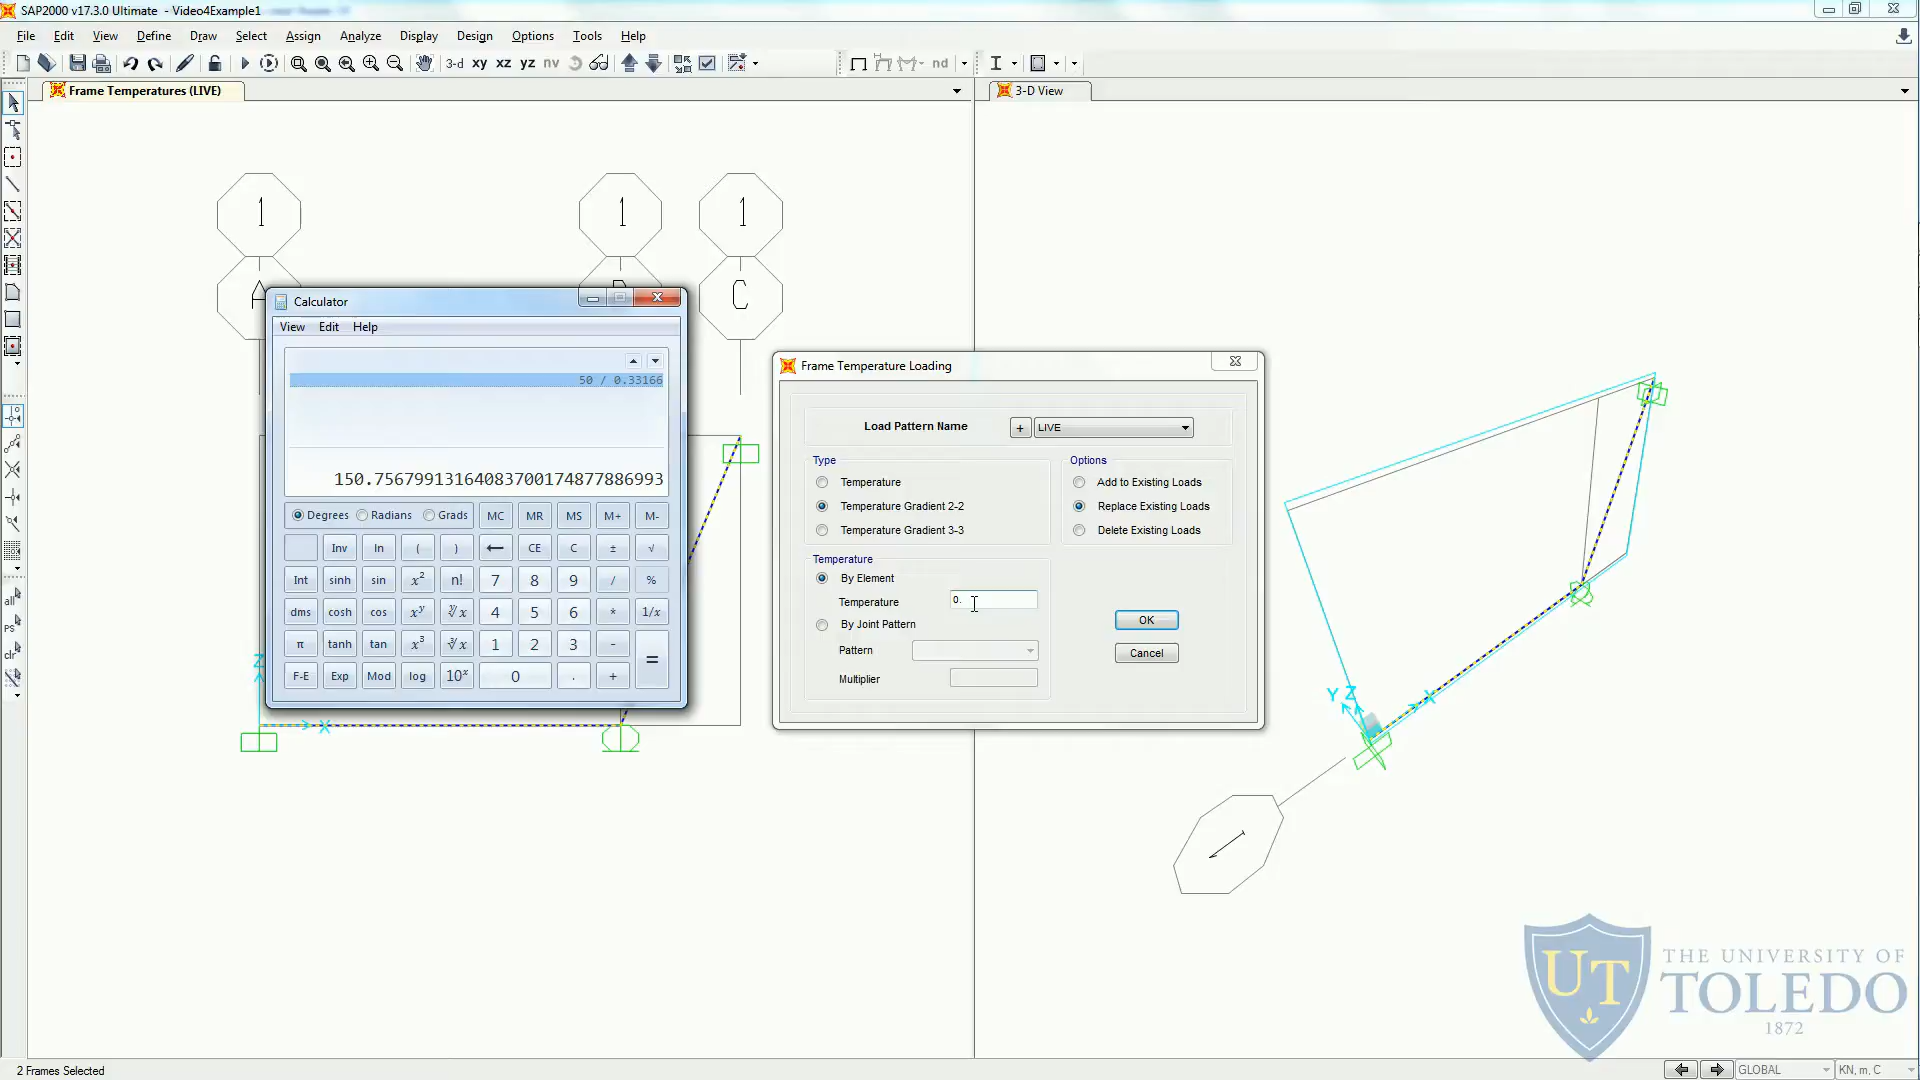 SAP2000 v17.3.0 Ultimate - Video4Example1
File Edit View Define Draw Select Assign Analyze Display Design Options Tools Help
3-d xy xz yz nv nd
Frame Temperatures (LIVE)
3-D View
1 1 1
A C
Calculator
View Edit Help
50 / 0.33166
150.75679913164083700174877886993
Degrees Radians Grads MC MR MS M+ M-
Inv ln ( ) CE C ± √
Int sinh sin x² n! 7 8 9 / %
dms cosh cos xʸ ʸ√x 4 5 6 * 1/x
π tanh tan x³ ³√x 1 2 3 - =
F-E Exp Mod log 10ˣ 0 . +
Frame Temperature Loading
Load Pattern Name + LIVE
Type
Temperature
Temperature Gradient 2-2
Temperature Gradient 3-3
Options
Add to Existing Loads
Replace Existing Loads
Delete Existing Loads
Temperature
By Element
Temperature 0.
By Joint Pattern
Pattern
Multiplier
OK
Cancel
all
PS
clr
Z
X
Y Z X
1
UT
THE UNIVERSITY OF
TOLEDO
1872
2 Frames Selected
GLOBAL
KN, m, C